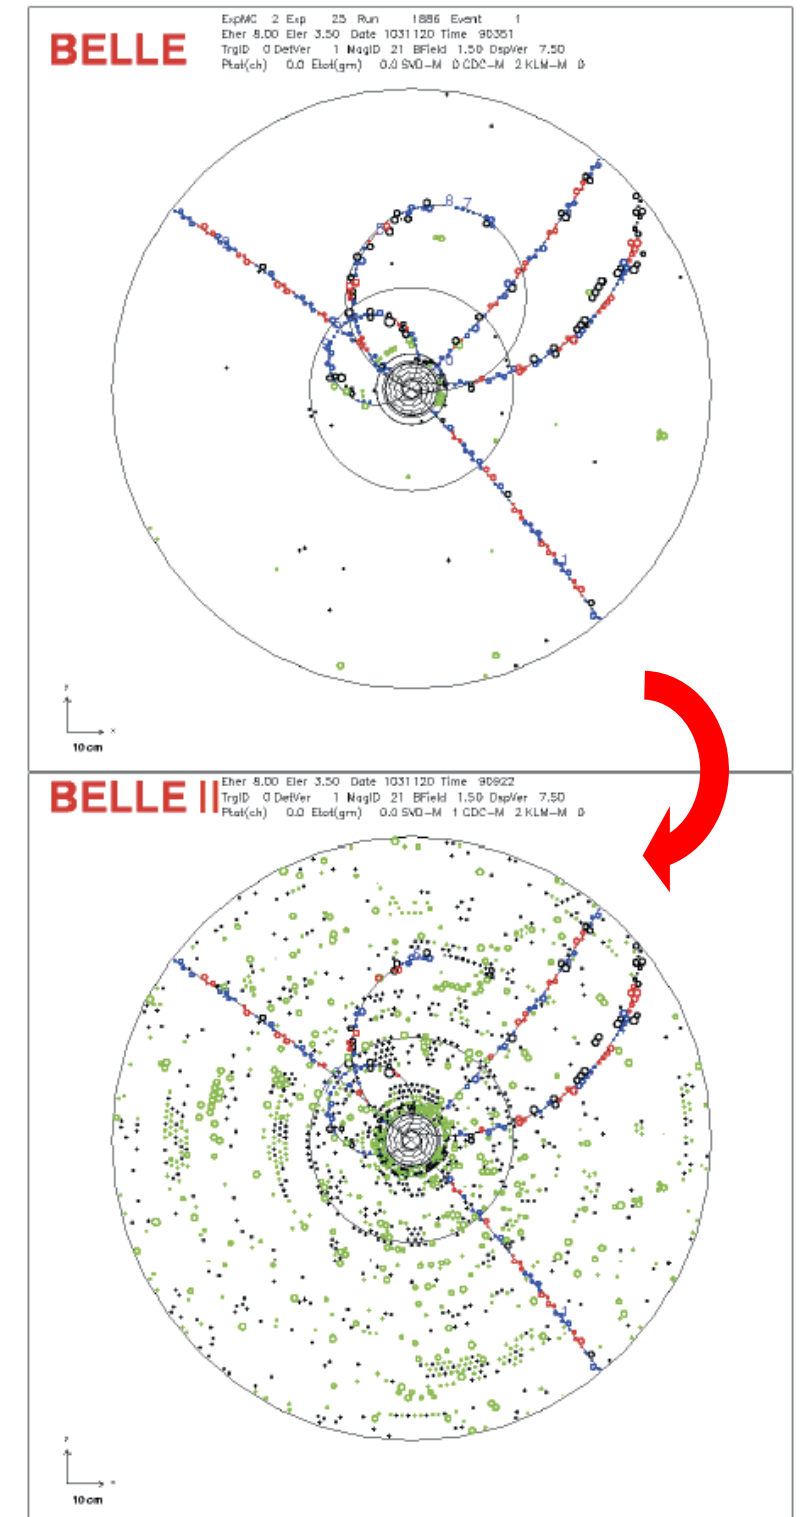 BELLE
ExpMC 2 Exp 25 Run 1886 Event 1
Eher 8.00 Eler 3.50 Date 1031120 Time 90351
TrgID 0 DetVer 1 MagID 21 BField 1.50 DspVer 7.50
Ptot(ch) 0.0 Etot(gm) 0.0 SVD-M 0 CDC-M 2 KLM-M 0
8 7
1
y
x
10 cm
BELLE II
Eher 8.00 Eler 3.50 Date 1031120 Time 90922
TrgID 0 DetVer 1 MagID 21 BField 1.50 DspVer 7.50
Ptot(ch) 0.0 Etot(gm) 0.0 SVD-M 1 CDC-M 2 KLM-M 0
1
10 cm